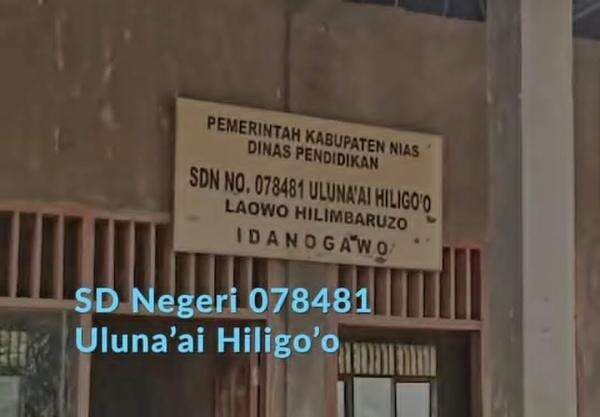 PEMERINTAH KABUPATEN NIAS
DINAS PENDIDIKAN
SDN NO. 078481 ULUNA'AI HILIGO'O
LAOWO HILIMBARUZO
IDANOGAWO
SD Negeri 078481
Uluna'ai Hiligo'o